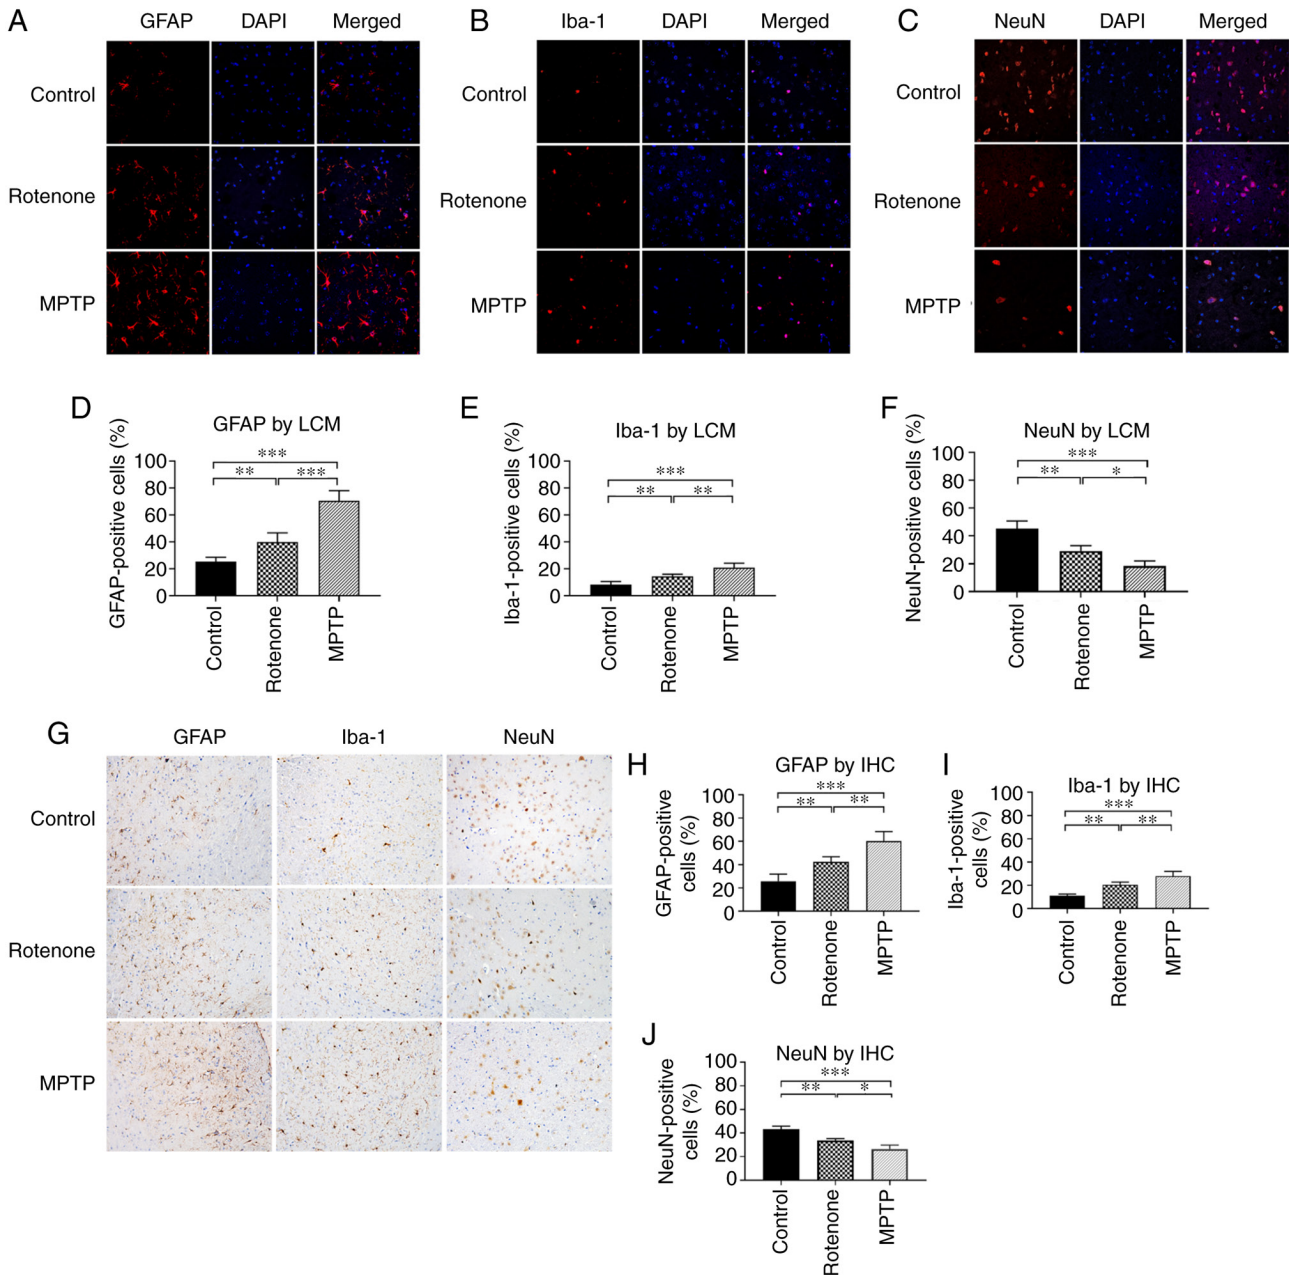 A
GFAP DAPI Merged
Control
Rotenone
MPTP
B
Iba-1 DAPI Merged
Control
Rotenone
MPTP
C
NeuN DAPI Merged
Control
Rotenone
MPTP
D
GFAP by LCM
GFAP-positive cells (%)
100
80
60
40
20
0
***
** ***
Control
Rotenone
MPTP
E
Iba-1 by LCM
Iba-1-positive cells (%)
100
80
60
40
20
0
***
** **
Control
Rotenone
MPTP
F
NeuN by LCM
NeuN-positive cells (%)
100
80
60
40
20
0
***
** *
Control
Rotenone
MPTP
G
GFAP Iba-1 NeuN
Control
Rotenone
MPTP
H
GFAP by IHC
GFAP-positive
cells (%)
100
80
60
40
20
0
***
** **
Control
Rotenone
MPTP
I
Iba-1 by IHC
Iba-1-positive
cells (%)
100
80
60
40
20
0
***
** **
Control
Rotenone
MPTP
J
NeuN by IHC
NeuN-positive
cells (%)
100
80
60
40
20
0
***
** *
Control
Rotenone
MPTP